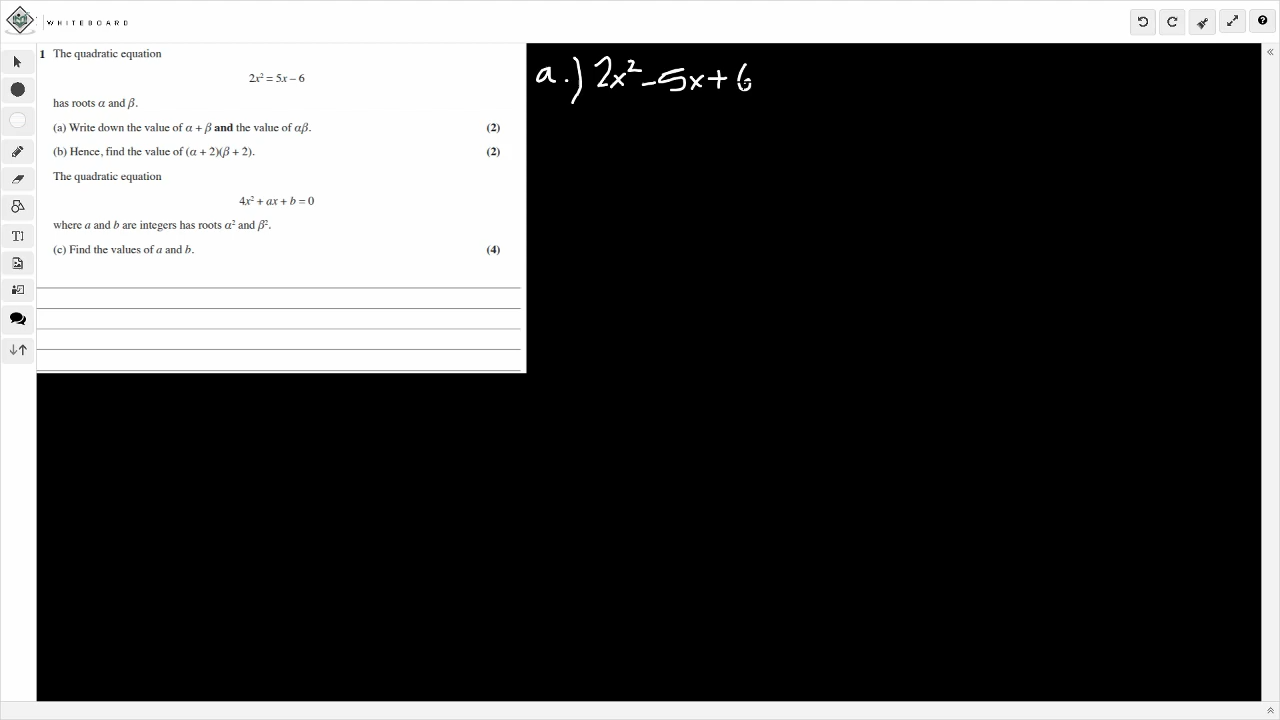 WHITEBOARD
1 The quadratic equation
2x² = 5x – 6
has roots α and β.
(a) Write down the value of α + β and the value of αβ. (2)
(b) Hence, find the value of (α + 2)(β + 2). (2)
The quadratic equation
4x² + ax + b = 0
where a and b are integers has roots α² and β².
(c) Find the values of a and b. (4)
a.) 2x² - 5x + 6